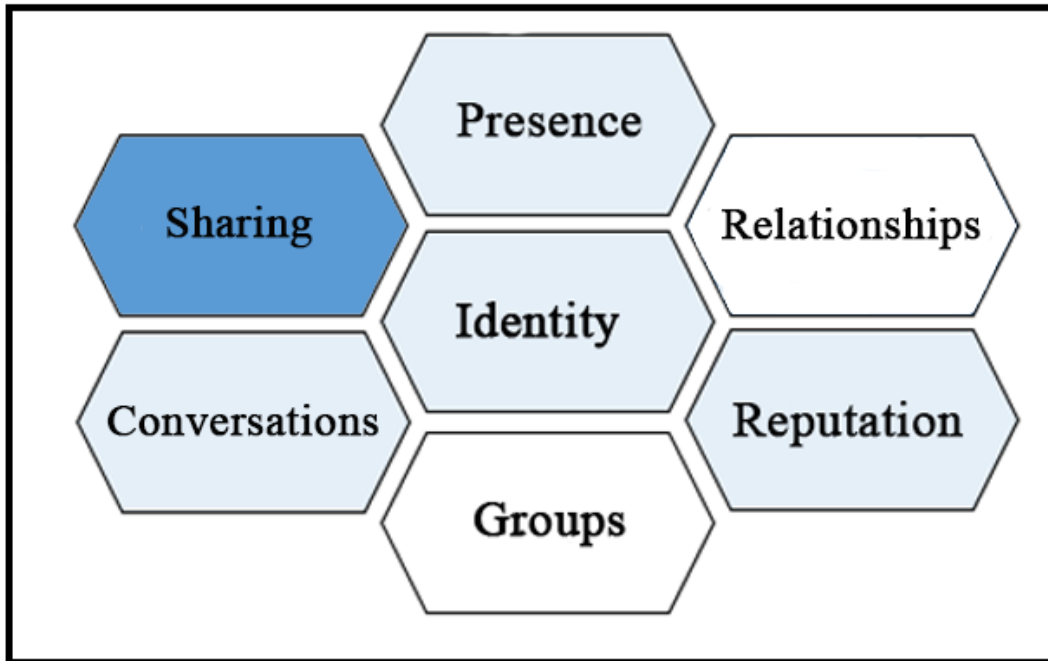 Presence
Sharing
Relationships
Identity
Conversations
Reputation
Groups